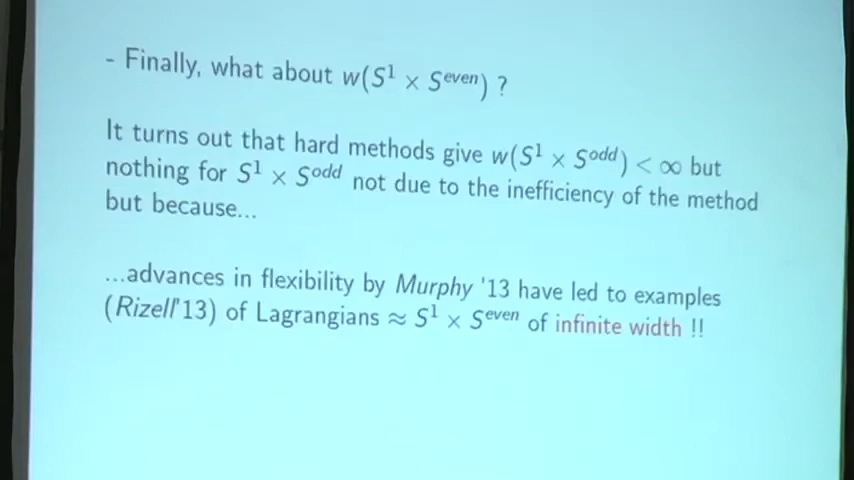 - Finally, what about w(S¹ × S^even) ?
It turns out that hard methods give w(S¹ × S^odd) < ∞ but
nothing for S¹ × S^odd not due to the inefficiency of the method
but because...
...advances in flexibility by Murphy '13 have led to examples
(Rizell'13) of Lagrangians ≈ S¹ × S^even of infinite width !!